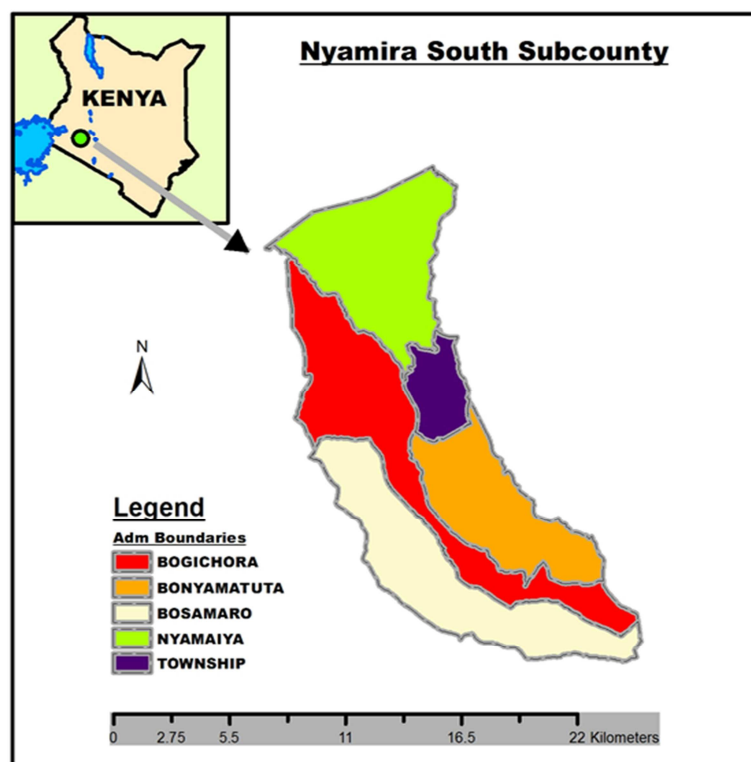 Nyamira South Subcounty
KENYA
N
Legend
Adm Boundaries
BOGICHORA
BONYAMATUTA
BOSAMARO
NYAMAIYA
TOWNSHIP
0 2.75 5.5 11 16.5 22 Kilometers